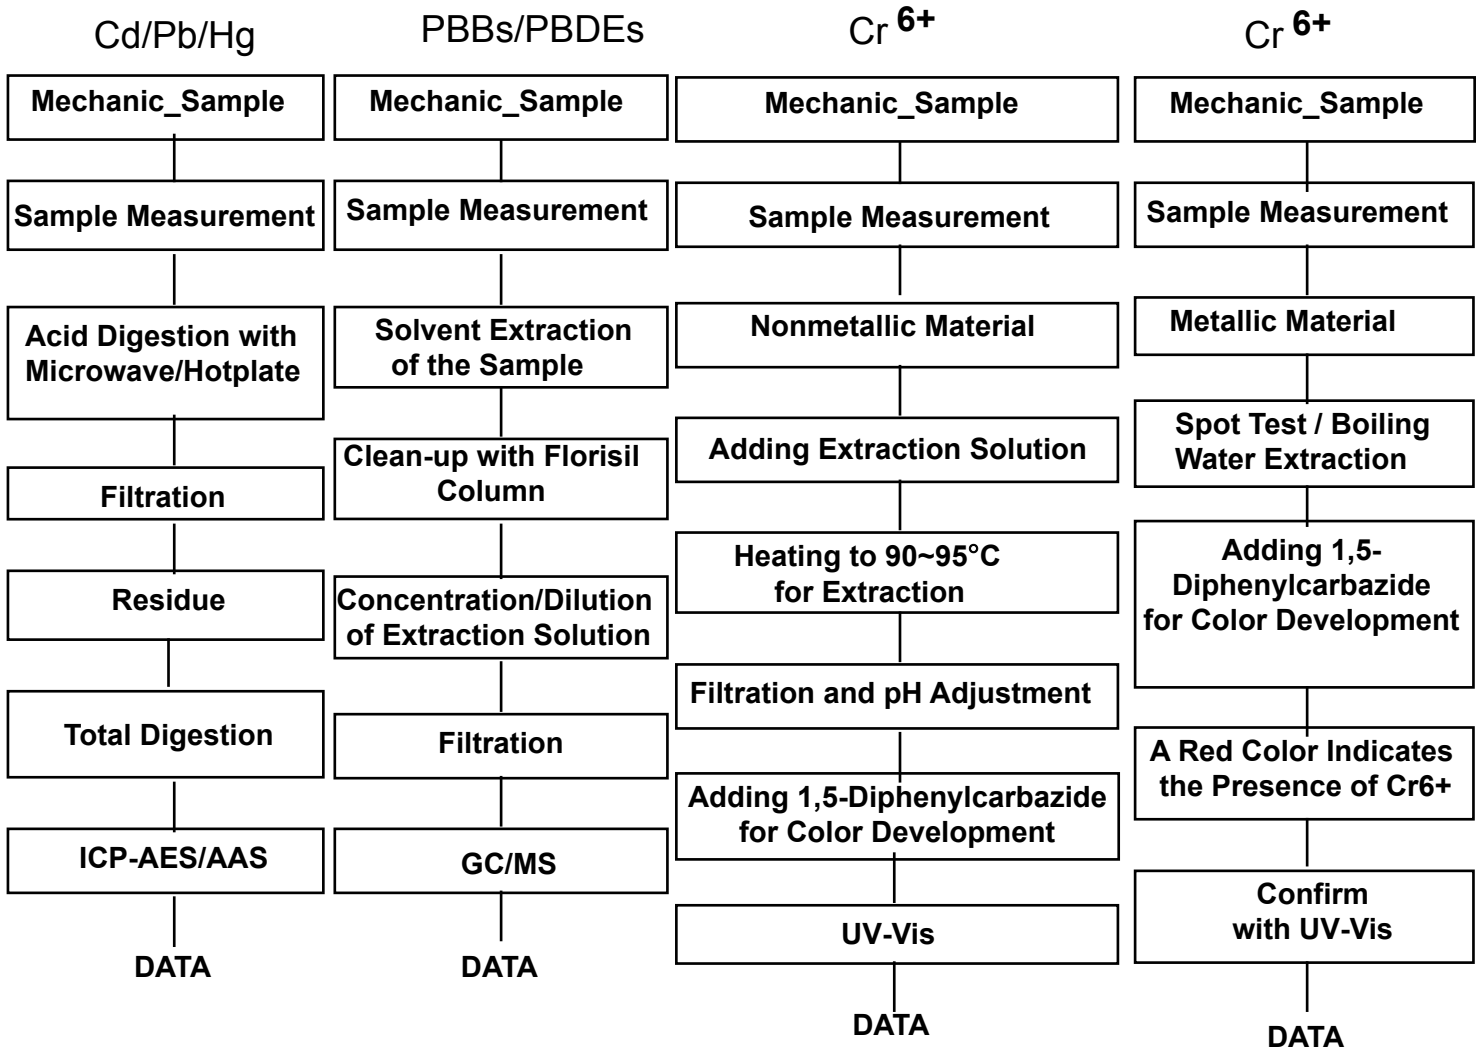 Cd/Pb/Hg
Mechanic_Sample
Sample Measurement
Acid Digestion with
Microwave/Hotplate
Filtration
Residue
Total Digestion
ICP-AES/AAS
DATA
PBBs/PBDEs
Mechanic_Sample
Sample Measurement
Solvent Extraction
of the Sample
Clean-up with Florisil
Column
Concentration/Dilution
of Extraction Solution
Filtration
GC/MS
DATA
Cr 6+
Mechanic_Sample
Sample Measurement
Nonmetallic Material
Adding Extraction Solution
Heating to 90~95°C
for Extraction
Filtration and pH Adjustment
Adding 1,5-Diphenylcarbazide
for Color Development
UV-Vis
DATA
Cr 6+
Mechanic_Sample
Sample Measurement
Metallic Material
Spot Test / Boiling
Water Extraction
Adding 1,5-
Diphenylcarbazide
for Color Development
A Red Color Indicates
the Presence of Cr6+
Confirm
with UV-Vis
DATA